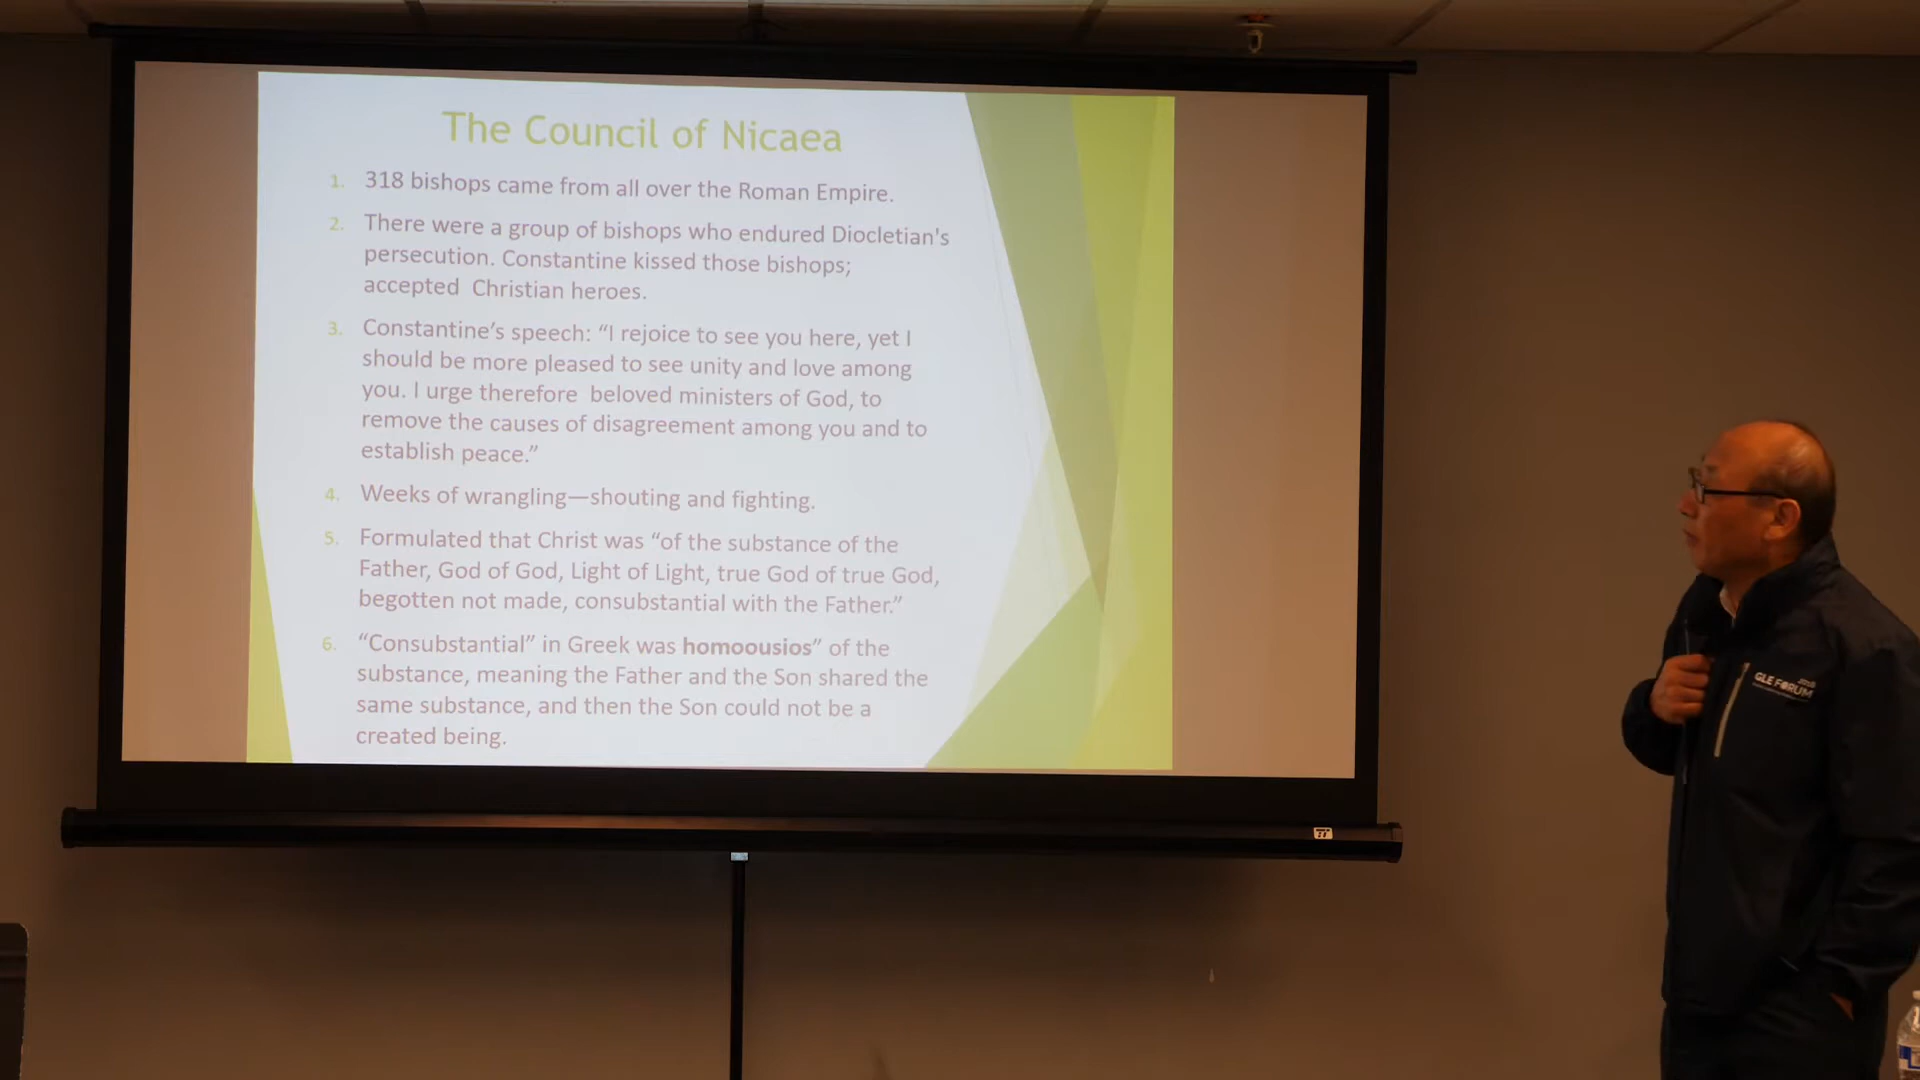 The Council of Nicaea
1. 318 bishops came from all over the Roman Empire.
2. There were a group of bishops who endured Diocletian's
persecution. Constantine kissed those bishops;
accepted Christian heroes.
3. Constantine’s speech: “I rejoice to see you here, yet I
should be more pleased to see unity and love among
you. I urge therefore beloved ministers of God, to
remove the causes of disagreement among you and to
establish peace.”
4. Weeks of wrangling—shouting and fighting.
5. Formulated that Christ was “of the substance of the
Father, God of God, Light of Light, true God of true God,
begotten not made, consubstantial with the Father.”
6. “Consubstantial” in Greek was homoousios” of the
substance, meaning the Father and the Son shared the
same substance, and then the Son could not be a
created being.
GLE FORUM